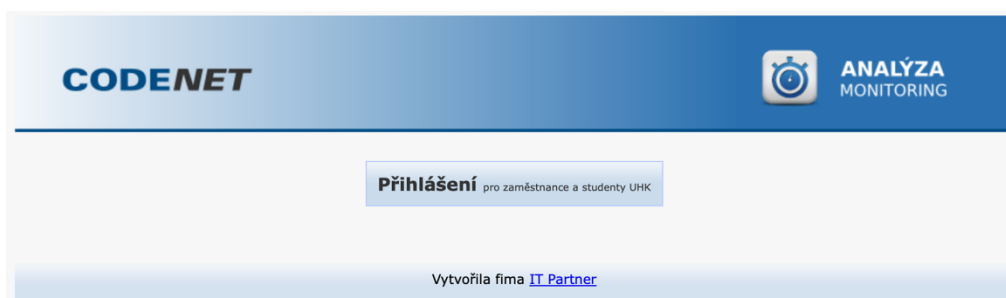 CODENET
ANALÝZA
MONITORING
Přihlášení pro zaměstnance a studenty UHK
Vytvořila fima IT Partner